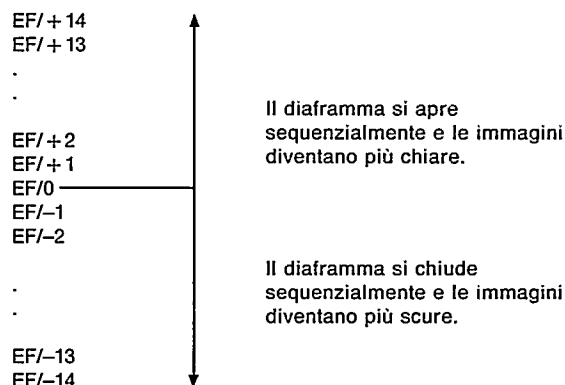 EF/+14
EF/+13
.
.
Il diaframma si apre
sequenzialmente e le immagini
diventano più chiare.
EF/+2
EF/+1
EF/0
EF/–1
EF/–2
Il diaframma si chiude
sequenzialmente e le immagini
diventano più scure.
.
.
EF/–13
EF/–14